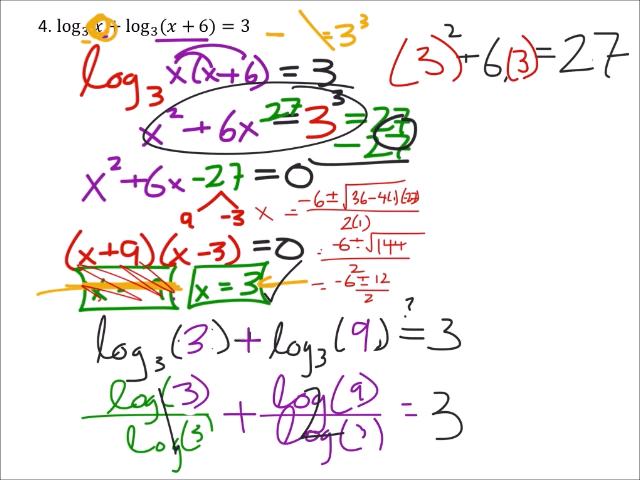 4. log₃ x + log₃(x + 6) = 3
- \ = 3³
(3)² + 6(3) = 27
log₃ x(x+6) = 3
x² + 6x = 3³ = 27
27 - 27
x² + 6x - 27 = 0
9 -3
x = -6 ± √36-4(1)(-27)
2(1)
(x+9)(x-3) = 0
= -6 ± √144
2
x = 3 ✓
= -6 ± 12
2
log₃(3) + log₃(9) ?= 3
log(3) + log(9) = 3
log(3 log(3)
1 2